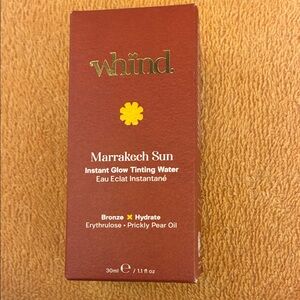 whind.
Marrakech Sun
Instant Glow Tinting Water
Eau Eclat Instantané
Bronze × Hydrate
Erythrulose • Prickly Pear Oil
30ml ℮ / 1.1 fl oz